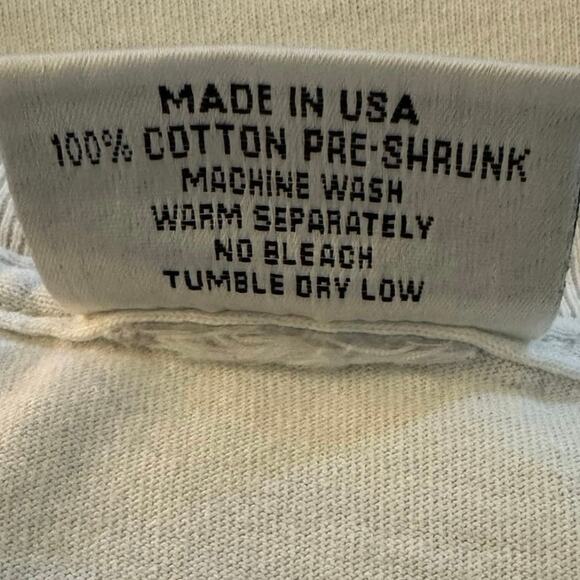 MADE IN USA
100% COTTON PRE-SHRUNK
MACHINE WASH
WARM SEPARATELY
NO BLEACH
TUMBLE DRY LOW